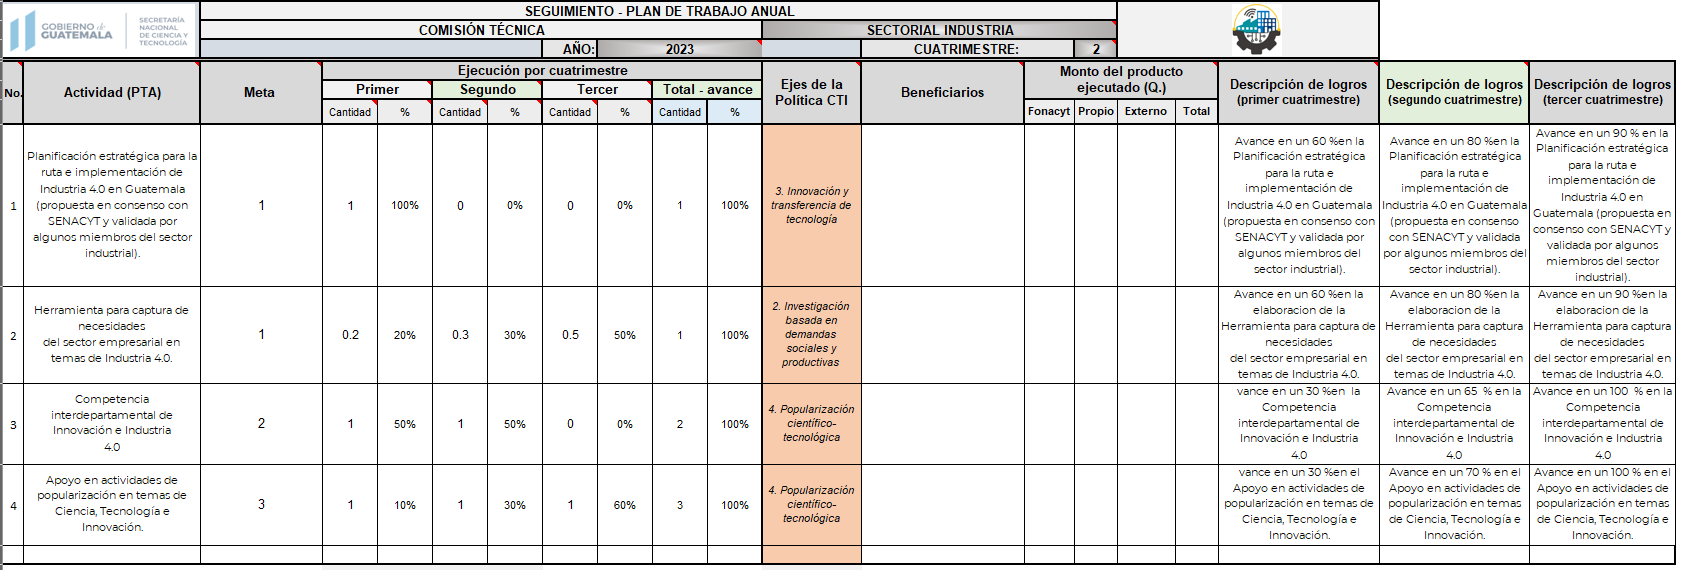 GOBIERNO de
GUATEMALA
SECRETARÍA
NACIONAL
DE CIENCIA Y
TECNOLOGÍA
SEGUIMIENTO - PLAN DE TRABAJO ANUAL
COMISIÓN TÉCNICA
SECTORIAL INDUSTRIA
AÑO:
2023
CUATRIMESTRE:
2
No.
Actividad (PTA)
Meta
Ejecución por cuatrimestre
Primer
Segundo
Tercer
Total - avance
Cantidad
%
Cantidad
%
Cantidad
%
Cantidad
%
Ejes de la
Política CTI
Beneficiarios
Monto del producto
ejecutado (Q.)
Fonacyt
Propio
Externo
Total
Descripción de logros
(primer cuatrimestre)
Descripción de logros
(segundo cuatrimestre)
Descripción de logros
(tercer cuatrimestre)
1
Planificación estratégica para la
ruta e implementación de
Industria 4.0 en Guatemala
(propuesta en consenso con
SENACYT y validada por
algunos miembros del sector
industrial).
1
1
100%
0
0%
0
0%
1
100%
3. Innovación y
transferencia de
tecnología
Avance en un 60 %en la
Planificación estratégica
para la ruta e
implementación de
Industria 4.0 en Guatemala
(propuesta en consenso con
SENACYT y validada por
algunos miembros del
sector industrial).
Avance en un 80 %en la
Planificación estratégica
para la ruta e
implementación de
Industria 4.0 en Guatemala
(propuesta en consenso
con SENACYT y validada
por algunos miembros del
sector industrial).
Avance en un 90 % en la
Planificación estratégica
para la ruta e
implementación de
Industria 4.0 en
Guatemala (propuesta en
consenso con SENACYT y
validada por algunos
miembros del sector
industrial).
2
Herramienta para captura de
necesidades
del sector empresarial en
temas de Industria 4.0.
1
0.2
20%
0.3
30%
0.5
50%
1
100%
2. Investigación
basada en
demandas
sociales y
productivas
Avance en un 60 %en la
elaboracion de la
Herramienta para captura de
necesidades
del sector empresarial en
temas de Industria 4.0.
Avance en un 80 %en la
elaboracion de la
Herramienta para captura
de necesidades
del sector empresarial en
temas de Industria 4.0.
Avance en un 90 %en la
elaboracion de la
Herramienta para captura
de necesidades
del sector empresarial en
temas de Industria 4.0.
3
Competencia
interdepartamental de
Innovación e Industria
4.0
2
1
50%
1
50%
0
0%
2
100%
4. Popularización
científico-
tecnológica
vance en un 30 %en  la
Competencia
interdepartamental de
Innovación e Industria
4.0
Avance en un 65  % en la
Competencia
interdepartamental de
Innovación e Industria
4.0
Avance en un 100  % en la
Competencia
interdepartamental de
Innovación e Industria
4.0
4
Apoyo en actividades de
popularización en temas de
Ciencia, Tecnología e
Innovación.
3
1
10%
1
30%
1
60%
3
100%
4. Popularización
científico-
tecnológica
vance en un 30 %en el
Apoyo en actividades de
popularización en temas de
Ciencia, Tecnología e
Innovación.
Avance en un 70 % en el
Apoyo en actividades de
popularización en temas
de Ciencia, Tecnología e
Innovación.
Avance en un 100 % en el
Apoyo en actividades de
popularización en temas
de Ciencia, Tecnología e
Innovación.